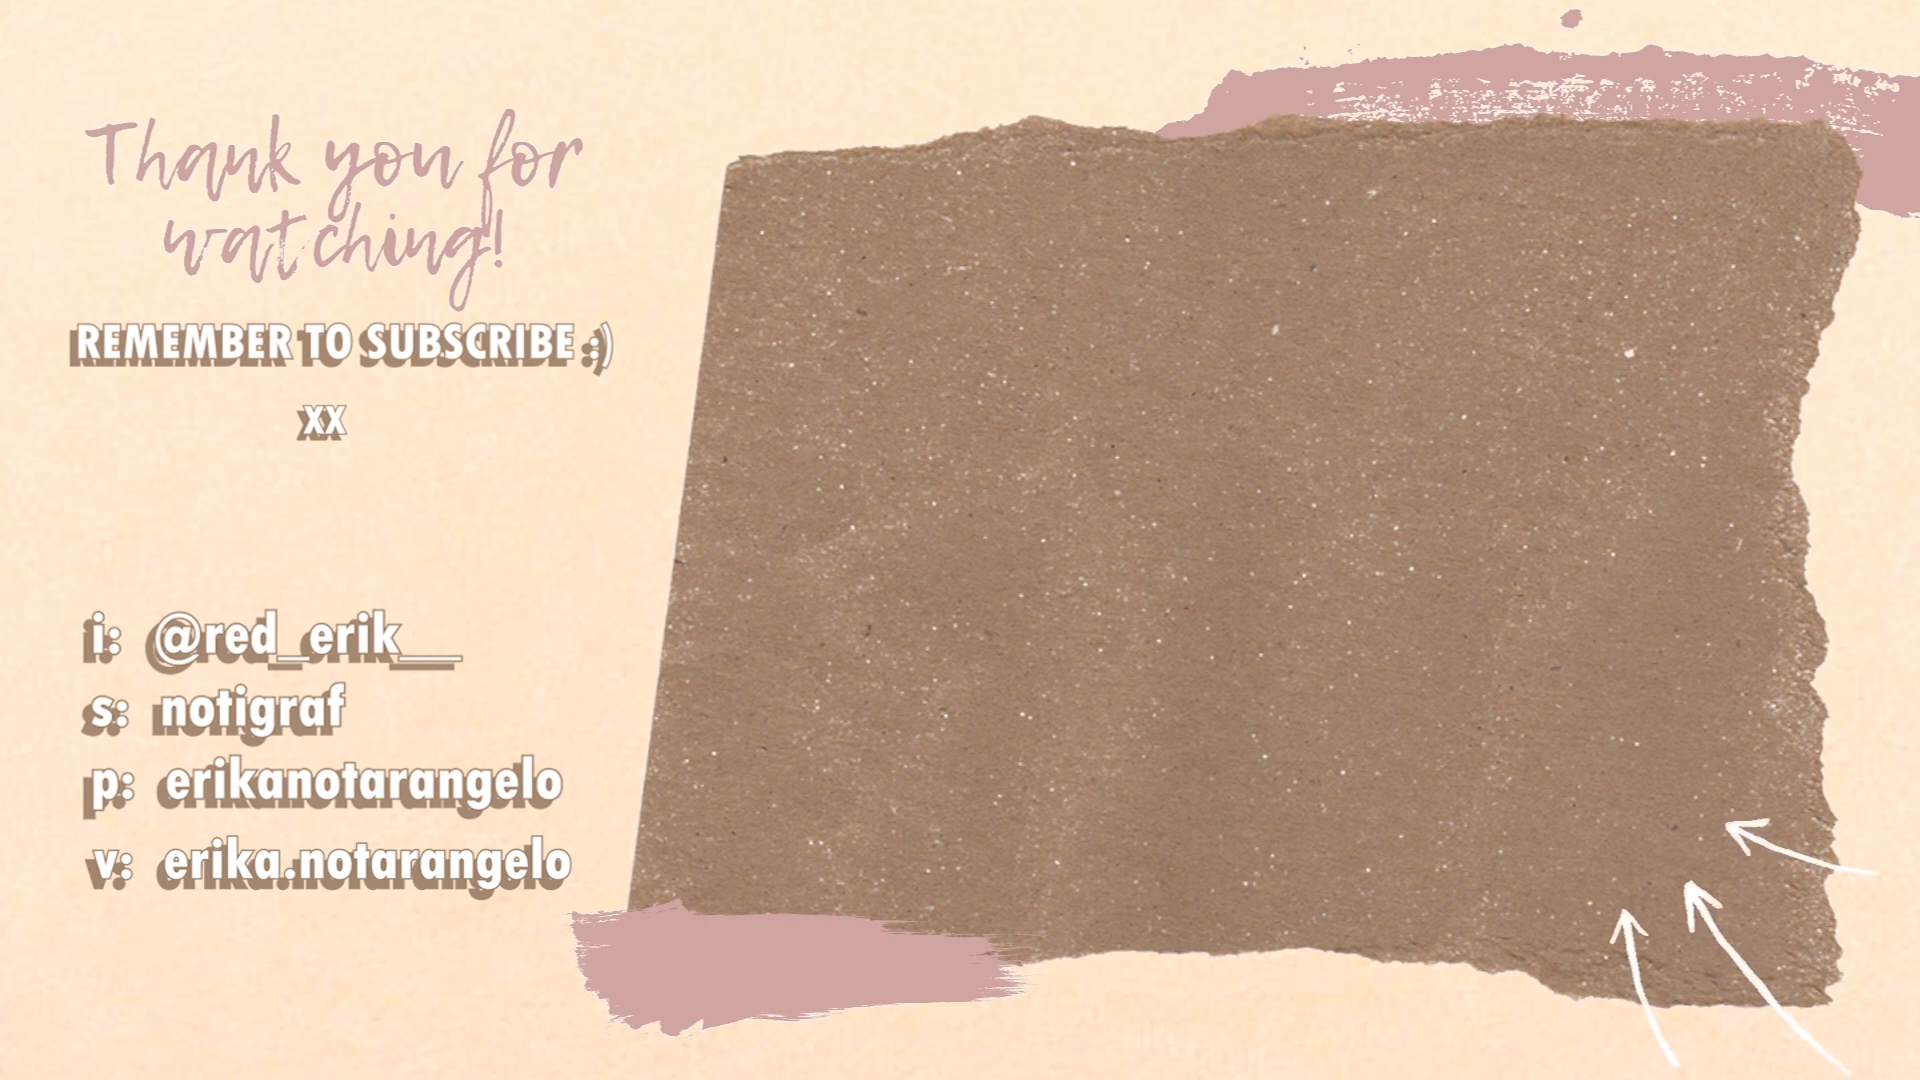 Thank you for
watching!
REMEMBER TO SUBSCRIBE :)
xx
i: @red_erik__
s: notigraf
p: erikanotarangelo
v: erika.notarangelo